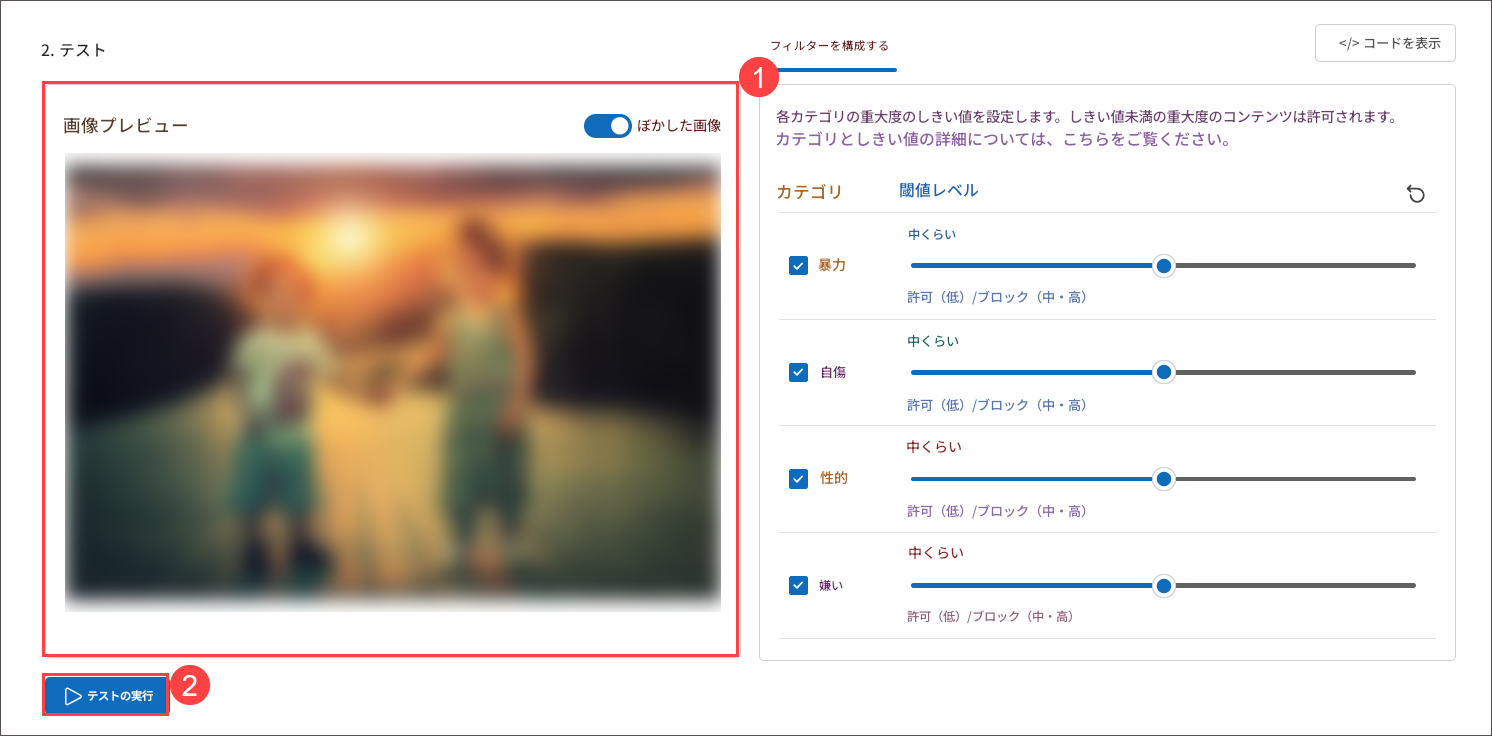 2. テスト
フィルターを構成する
</> コードを表示
1
画像プレビュー
ぼかした画像
各カテゴリの重大度のしきい値を設定します。しきい値未満の重大度のコンテンツは許可されます。
カテゴリとしきい値の詳細については、こちらをご覧ください。
カテゴリ
閾値レベル
中くらい
暴力
許可（低）/ブロック（中・高）
中くらい
自傷
許可（低）/ブロック（中・高）
中くらい
性的
許可（低）/ブロック（中・高）
中くらい
嫌い
許可（低）/ブロック（中・高）
テストの実行
2